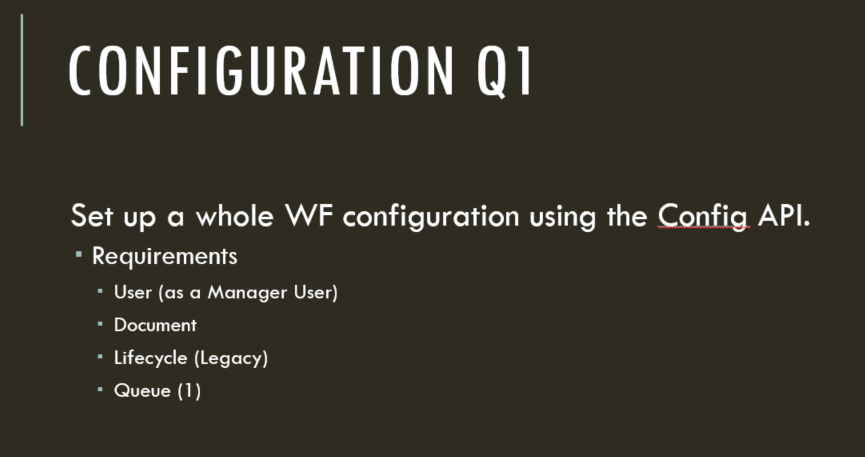 CONFIGURATION Q1
Set up a whole WF configuration using the Config API.
Requirements
User (as a Manager User)
Document
Lifecycle (Legacy)
Queue (1)